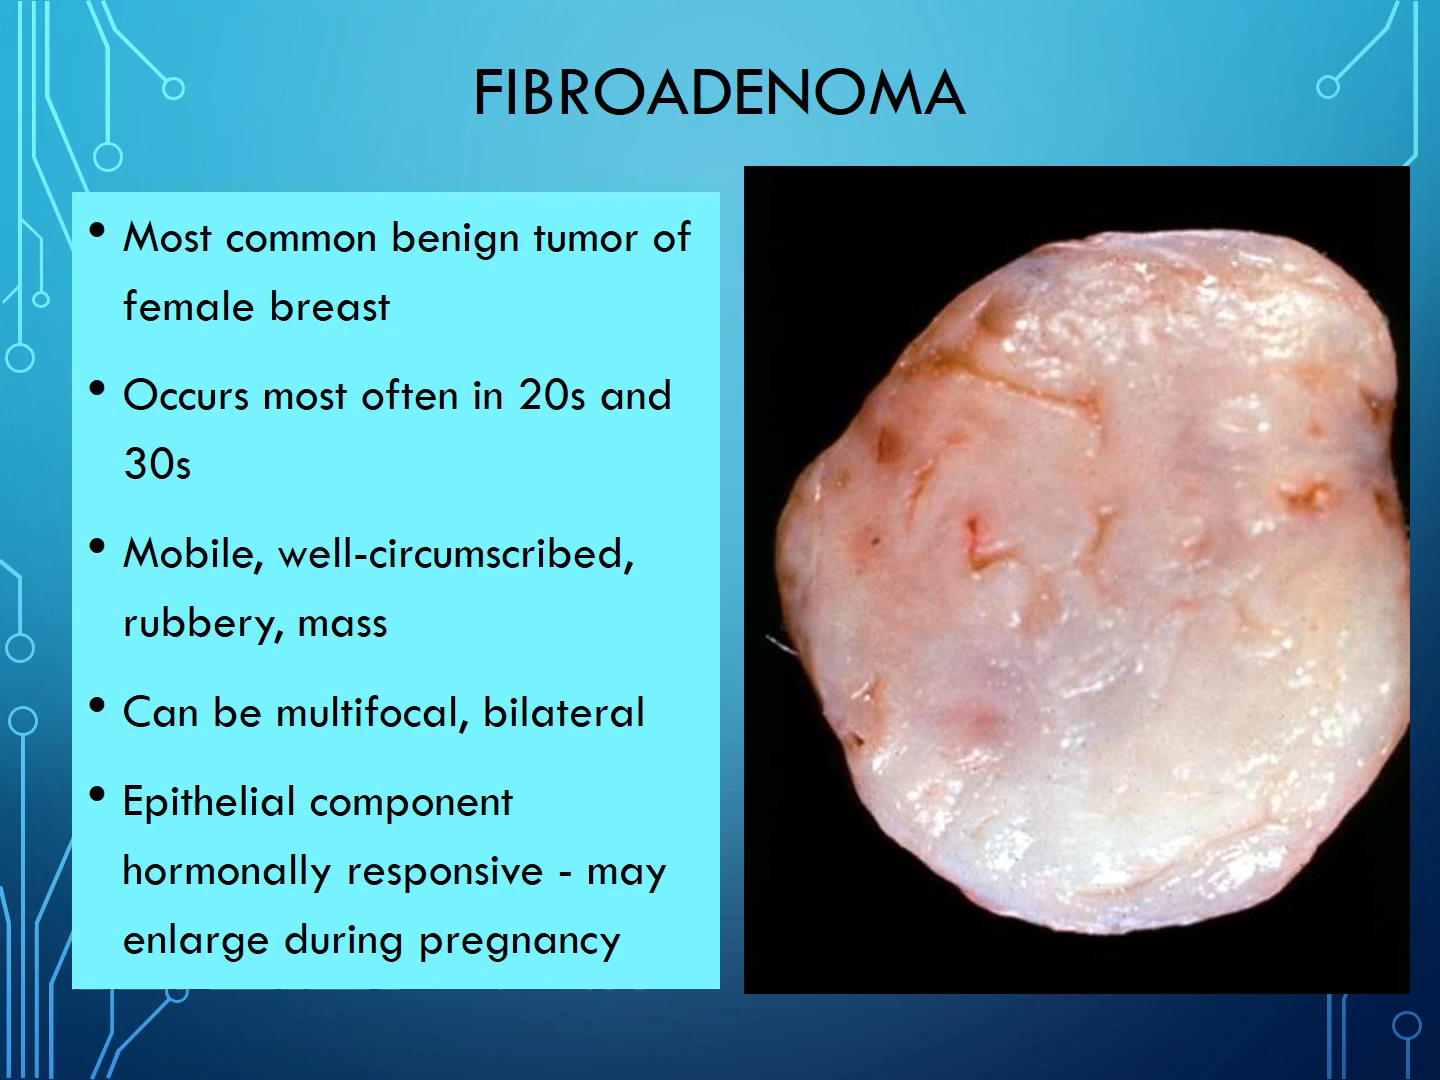 FIBROADENOMA
• Most common benign tumor of
female breast
• Occurs most often in 20s and
30s
• Mobile, well-circumscribed,
rubbery, mass
• Can be multifocal, bilateral
• Epithelial component
hormonally responsive - may
enlarge during pregnancy